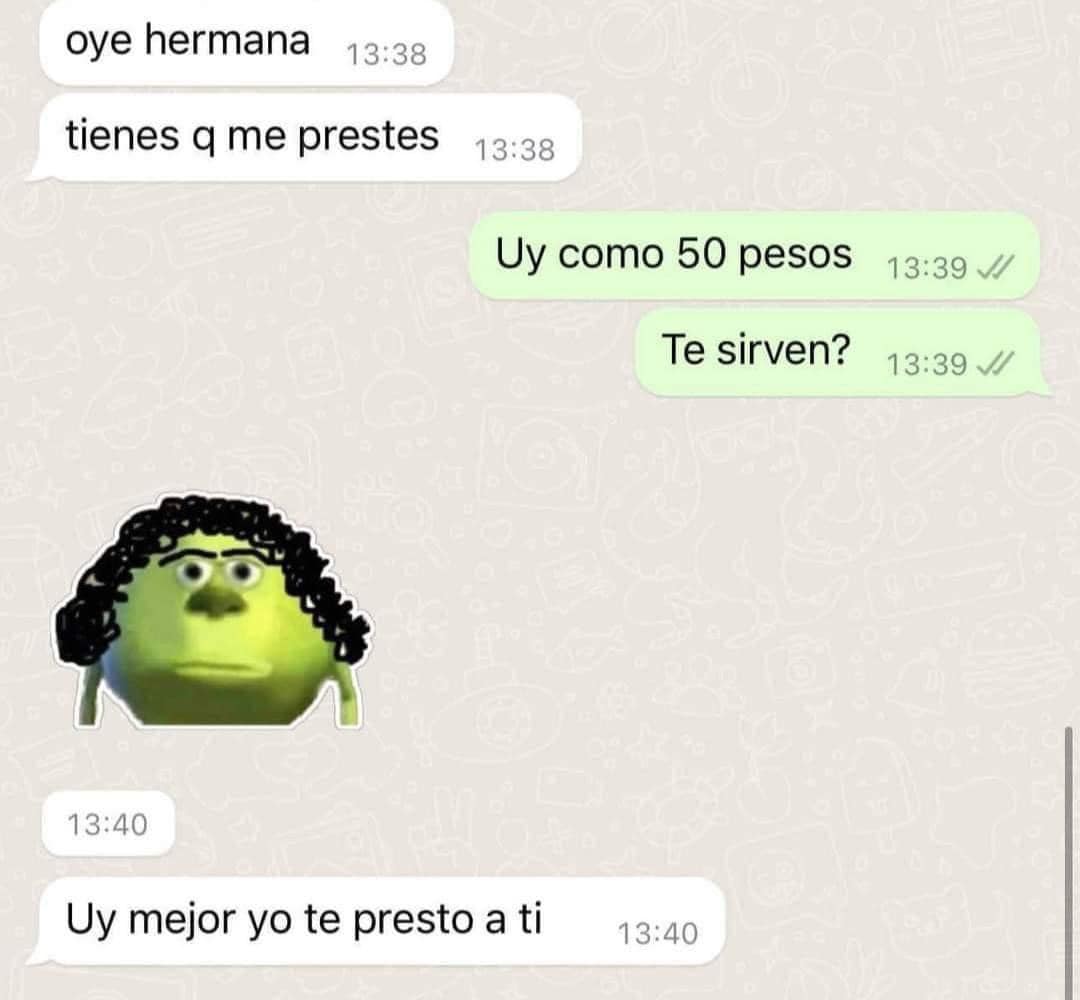 oye hermana 13:38
tienes q me prestes 13:38
Uy como 50 pesos 13:39
Te sirven? 13:39
13:40
Uy mejor yo te presto a ti 13:40